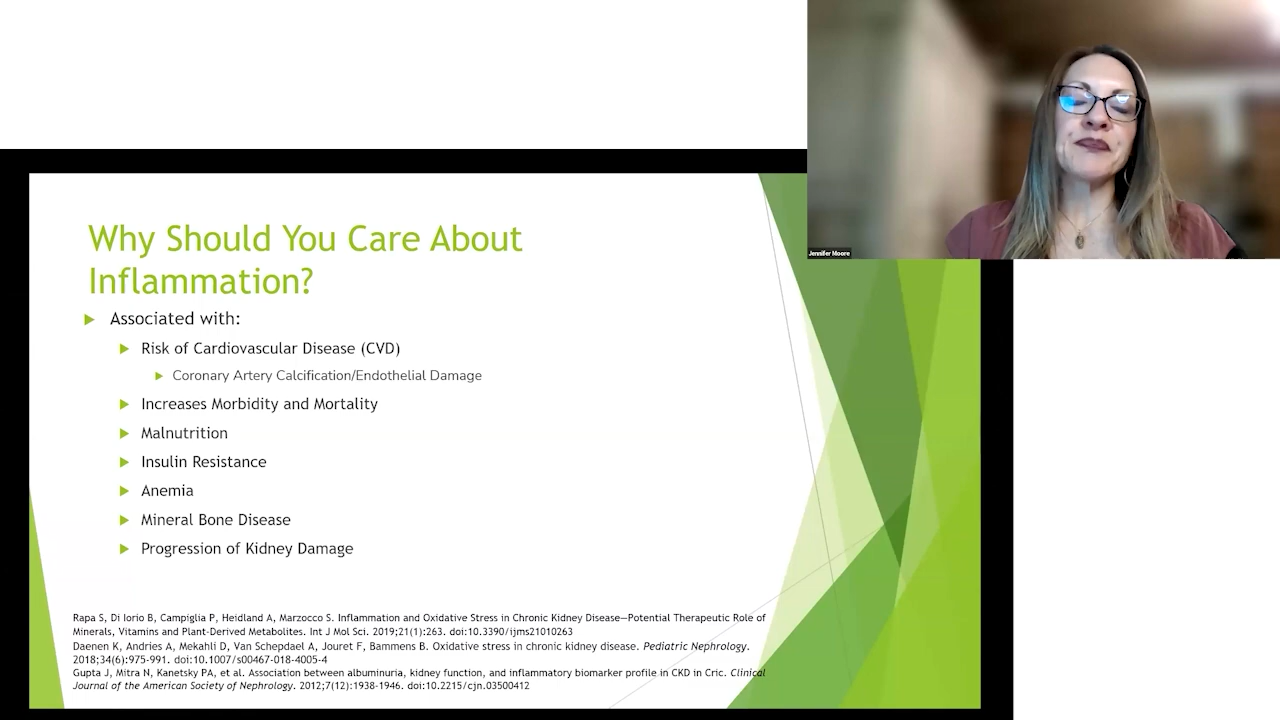 Jennifer Moore
Why Should You Care About
Inflammation?
Associated with:
Risk of Cardiovascular Disease (CVD)
Coronary Artery Calcification/Endothelial Damage
Increases Morbidity and Mortality
Malnutrition
Insulin Resistance
Anemia
Mineral Bone Disease
Progression of Kidney Damage
Rapa S, Di Iorio B, Campiglia P, Heidland A, Marzocco S. Inflammation and Oxidative Stress in Chronic Kidney Disease—Potential Therapeutic Role of
Minerals, Vitamins and Plant-Derived Metabolites. Int J Mol Sci. 2019;21(1):263. doi:10.3390/ijms21010263
Daenen K, Andries A, Mekahli D, Van Schepdael A, Jouret F, Bammens B. Oxidative stress in chronic kidney disease. Pediatric Nephrology.
2018;34(6):975-991. doi:10.1007/s00467-018-4005-4
Gupta J, Mitra N, Kanetsky PA, et al. Association between albuminuria, kidney function, and inflammatory biomarker profile in CKD in Cric. Clinical
Journal of the American Society of Nephrology. 2012;7(12):1938-1946. doi:10.2215/cjn.03500412